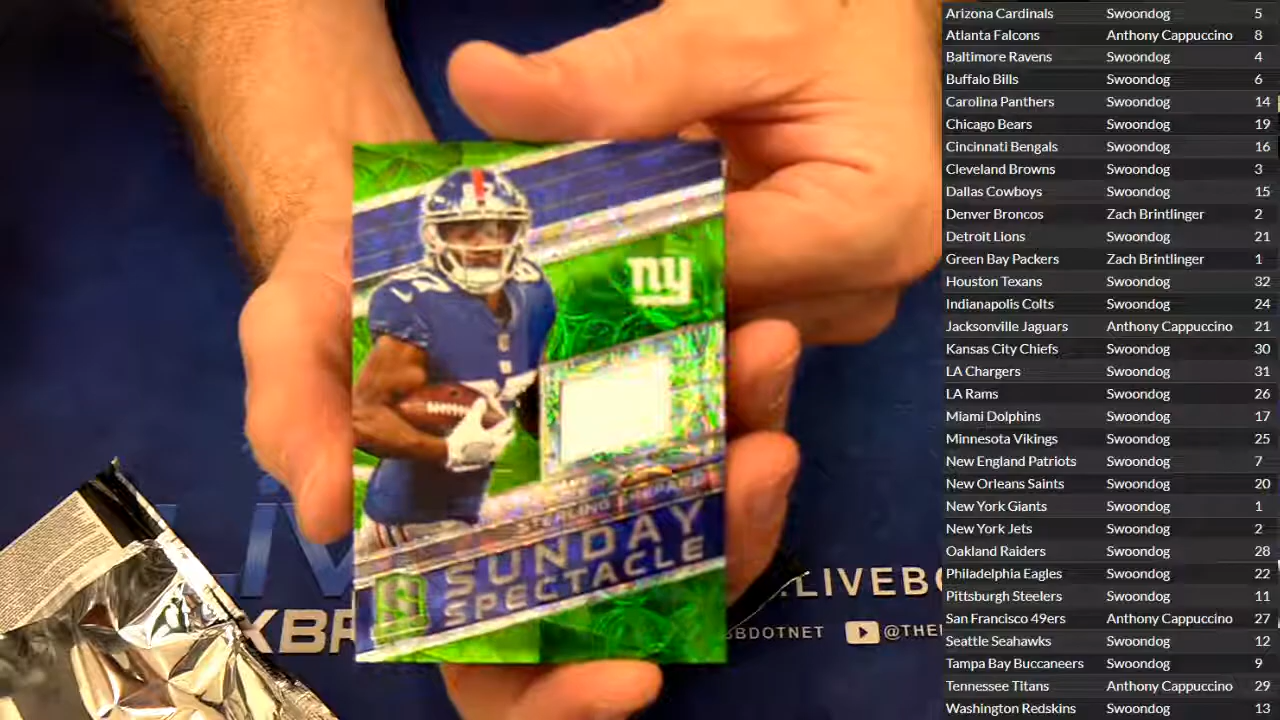 ny
STERLING SHEPARD
SUNDAY
SPECTACLE
LIVEB
XBR
BBDOTNET
@THE
Arizona Cardinals Swoondog 5
Atlanta Falcons Anthony Cappuccino 8
Baltimore Ravens Swoondog 4
Buffalo Bills Swoondog 6
Carolina Panthers Swoondog 14
Chicago Bears Swoondog 19
Cincinnati Bengals Swoondog 16
Cleveland Browns Swoondog 3
Dallas Cowboys Swoondog 15
Denver Broncos Zach Brintlinger 2
Detroit Lions Swoondog 21
Green Bay Packers Zach Brintlinger 1
Houston Texans Swoondog 32
Indianapolis Colts Swoondog 24
Jacksonville Jaguars Anthony Cappuccino 21
Kansas City Chiefs Swoondog 30
LA Chargers Swoondog 31
LA Rams Swoondog 26
Miami Dolphins Swoondog 17
Minnesota Vikings Swoondog 25
New England Patriots Swoondog 7
New Orleans Saints Swoondog 20
New York Giants Swoondog 1
New York Jets Swoondog 2
Oakland Raiders Swoondog 28
Philadelphia Eagles Swoondog 22
Pittsburgh Steelers Swoondog 11
San Francisco 49ers Anthony Cappuccino 27
Seattle Seahawks Swoondog 12
Tampa Bay Buccaneers Swoondog 9
Tennessee Titans Anthony Cappuccino 29
Washington Redskins Swoondog 13